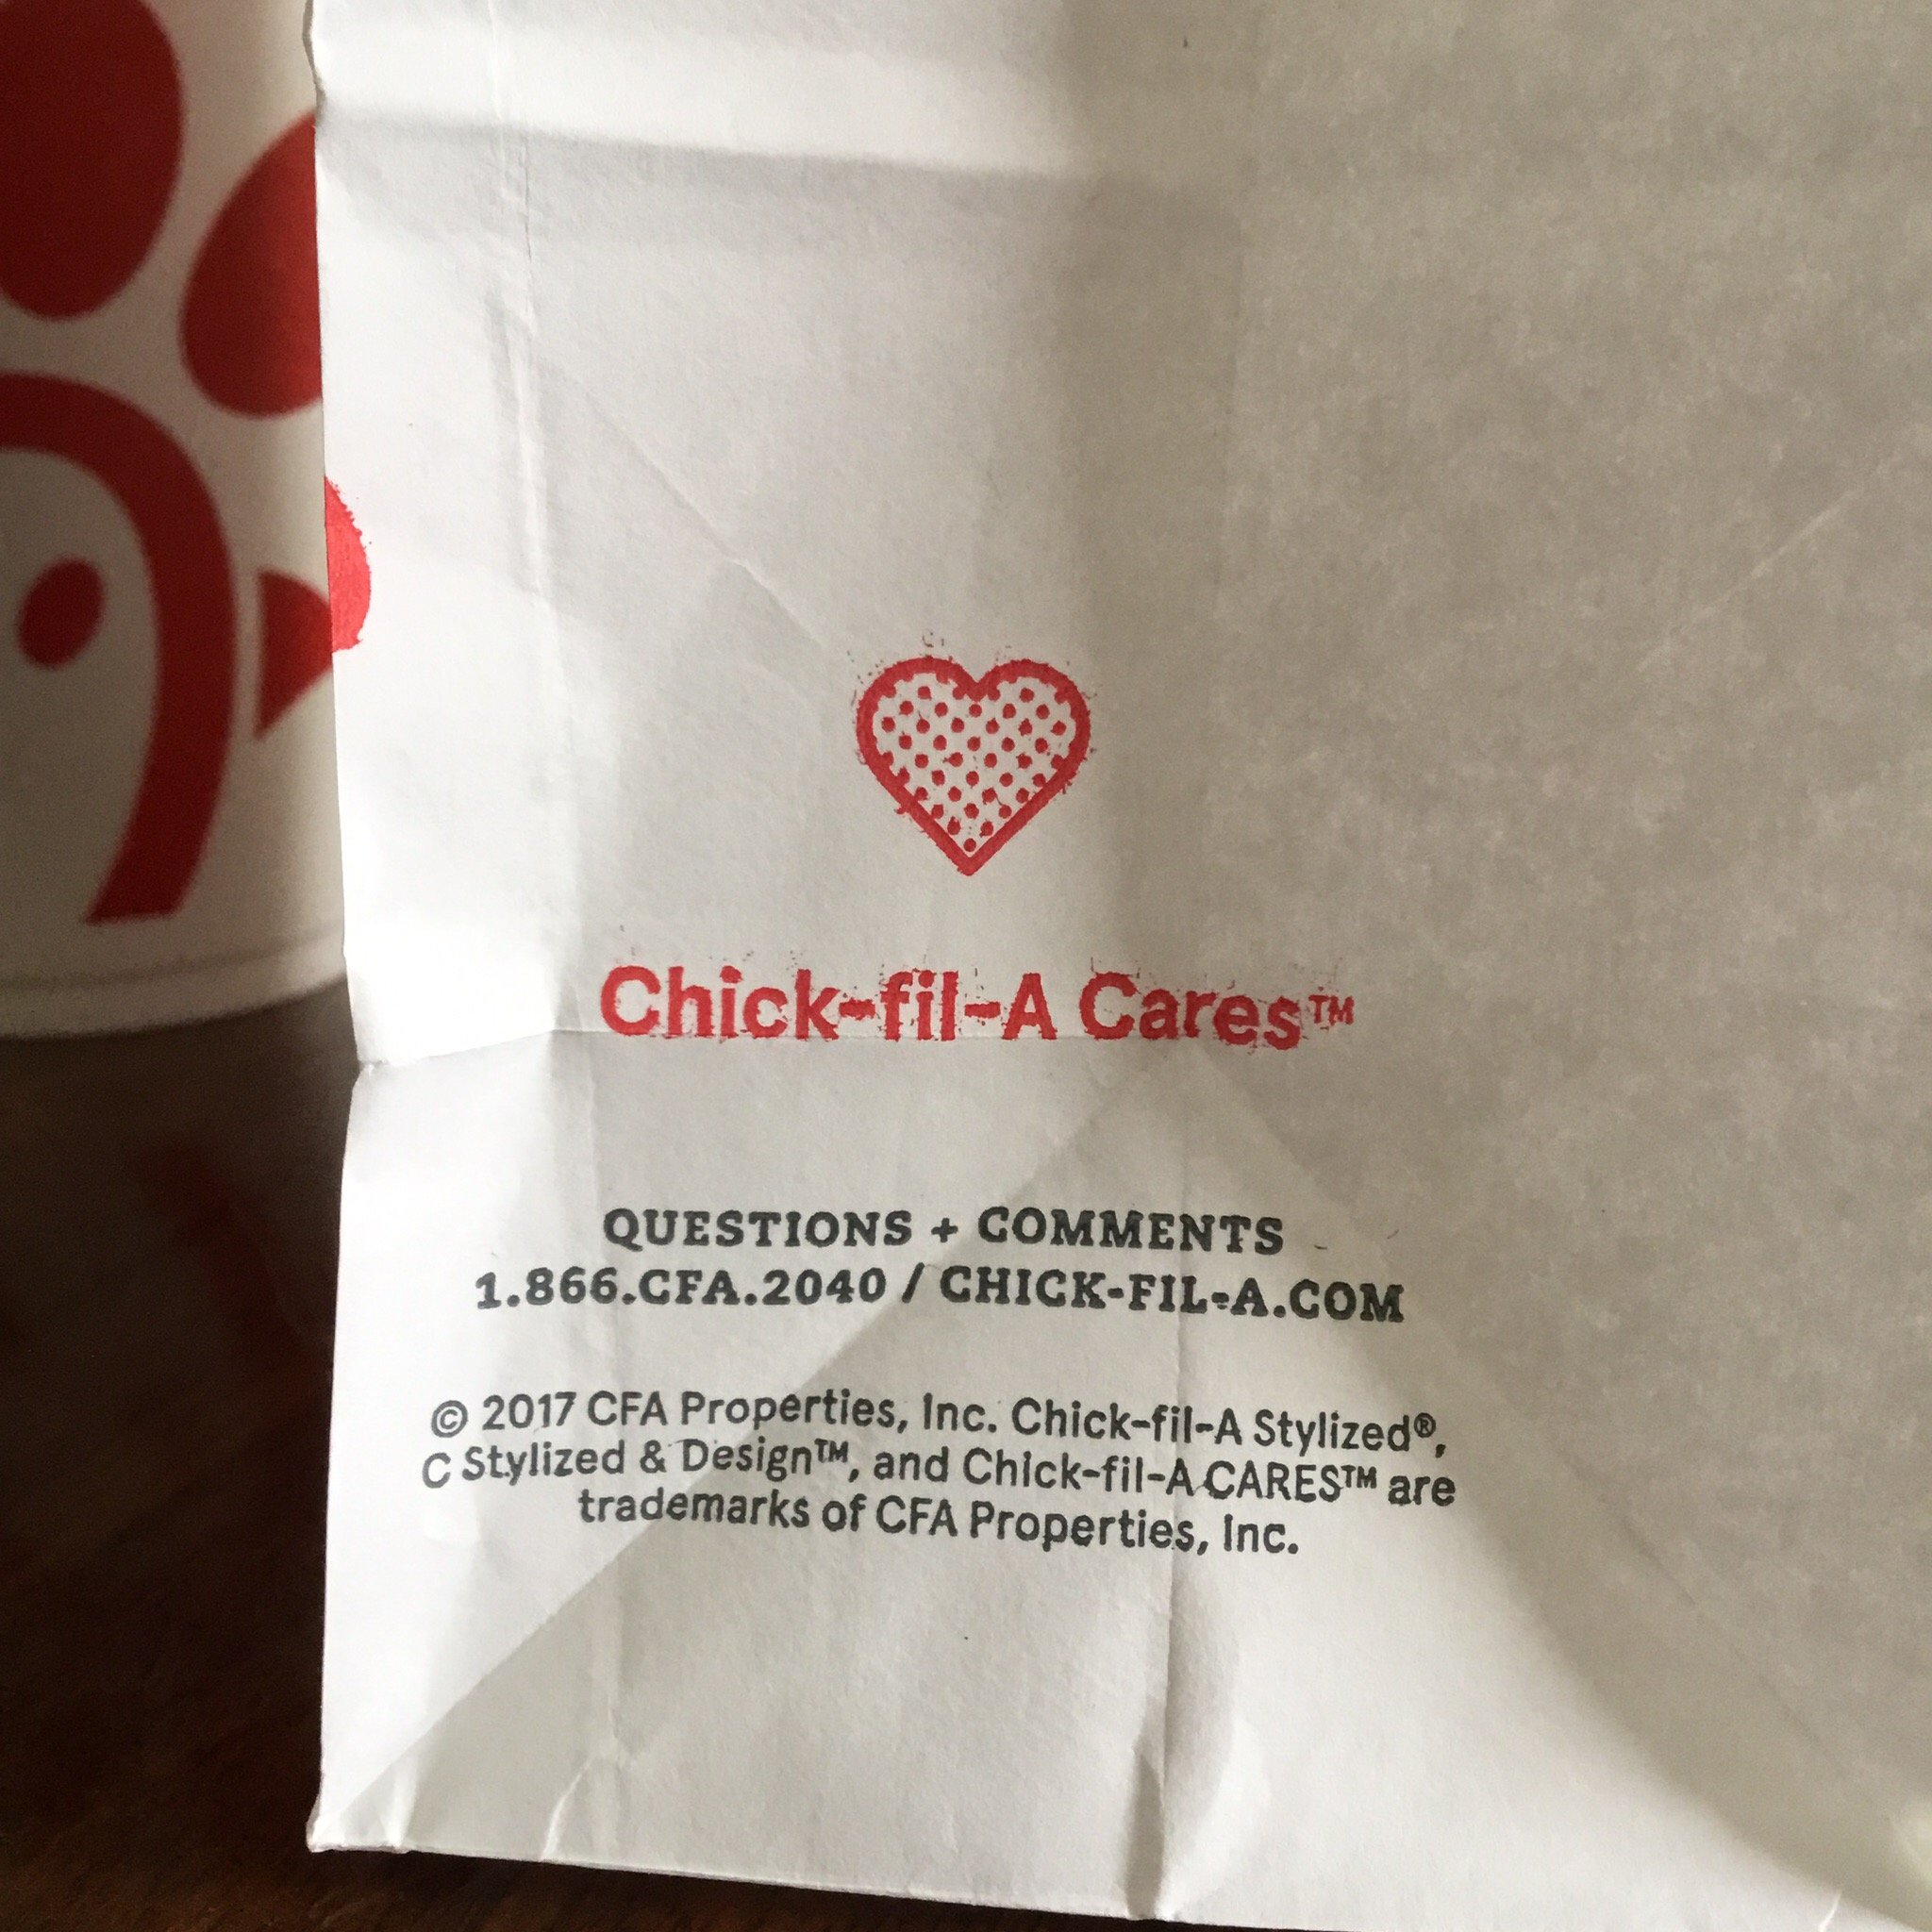 Chick-fil-A Cares™
QUESTIONS + COMMENTS
1.866.CFA.2040 / CHICK-FIL-A.COM
© 2017 CFA Properties, Inc. Chick-fil-A Stylized®,
C Stylized & Design™, and Chick-fil-A CARES™ are
trademarks of CFA Properties, Inc.